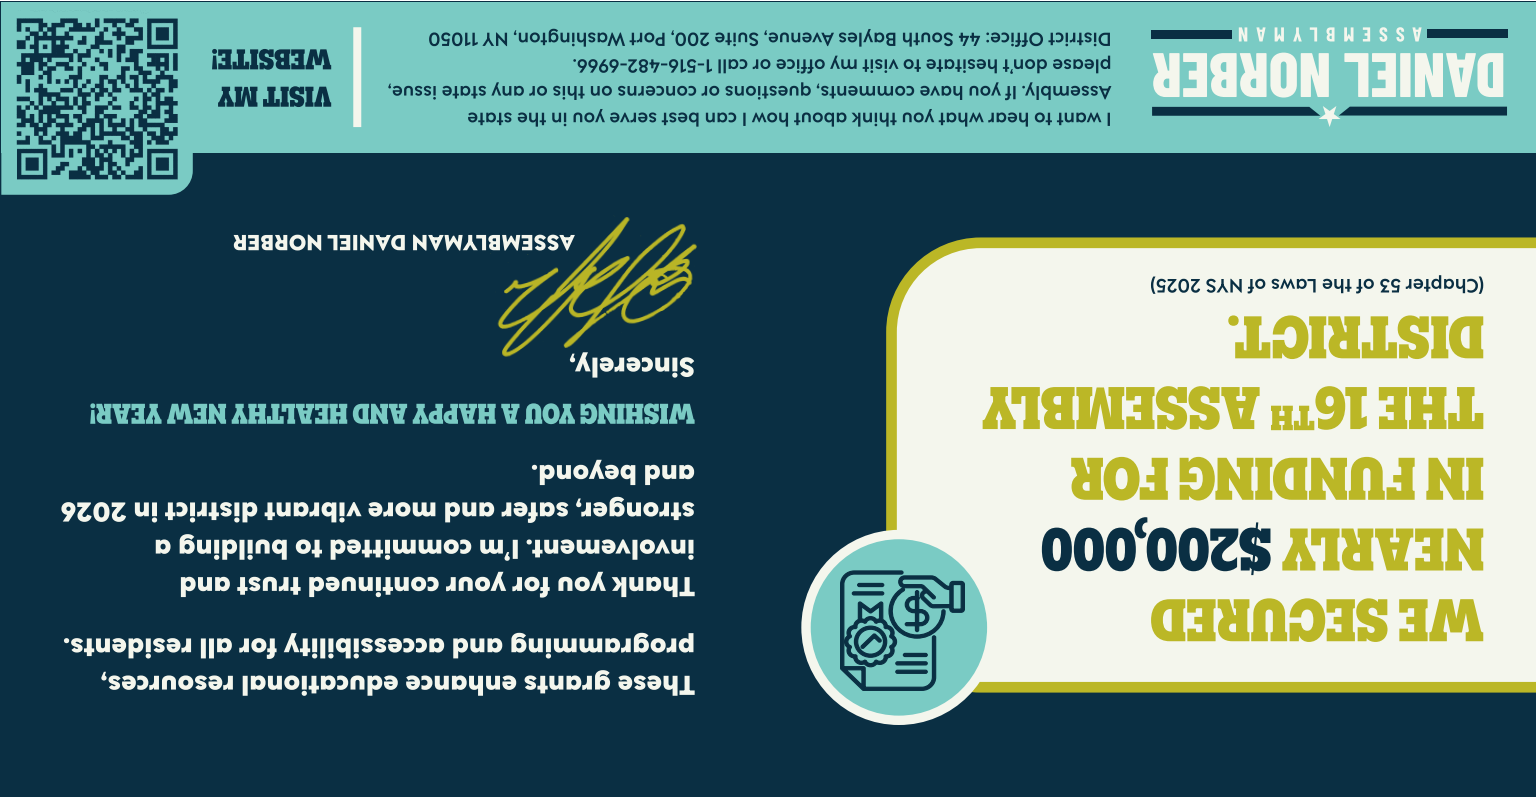 WE SECURED
NEARLY $200,000
IN FUNDING FOR
THE 16TH ASSEMBLY
DISTRICT.
(Chapter 53 of the Laws of NYS 2025)
These grants enhance educational resources,
programming and accessibility for all residents.
Thank you for your continued trust and
involvement. I'm committed to building a
stronger, safer and more vibrant district in 2026
and beyond.
WISHING YOU A HAPPY AND HEALTHY NEW YEAR!
Sincerely,
ASSEMBLYMAN DANIEL NORBER
DANIEL NORBER
ASSEMBLYMAN
I want to hear what you think about how I can best serve you in the state
Assembly. If you have comments, questions or concerns on this or any state issue,
please don't hesitate to visit my office or call 1-516-482-6966.
District Office: 44 South Bayles Avenue, Suite 200, Port Washington, NY 11050
VISIT MY
WEBSITE!